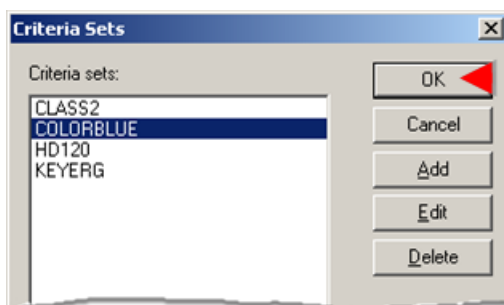 Criteria Sets
Criteria sets:
CLASS2
COLORBLUE
HD120
KEYERG
OK
Cancel
Add
Edit
Delete